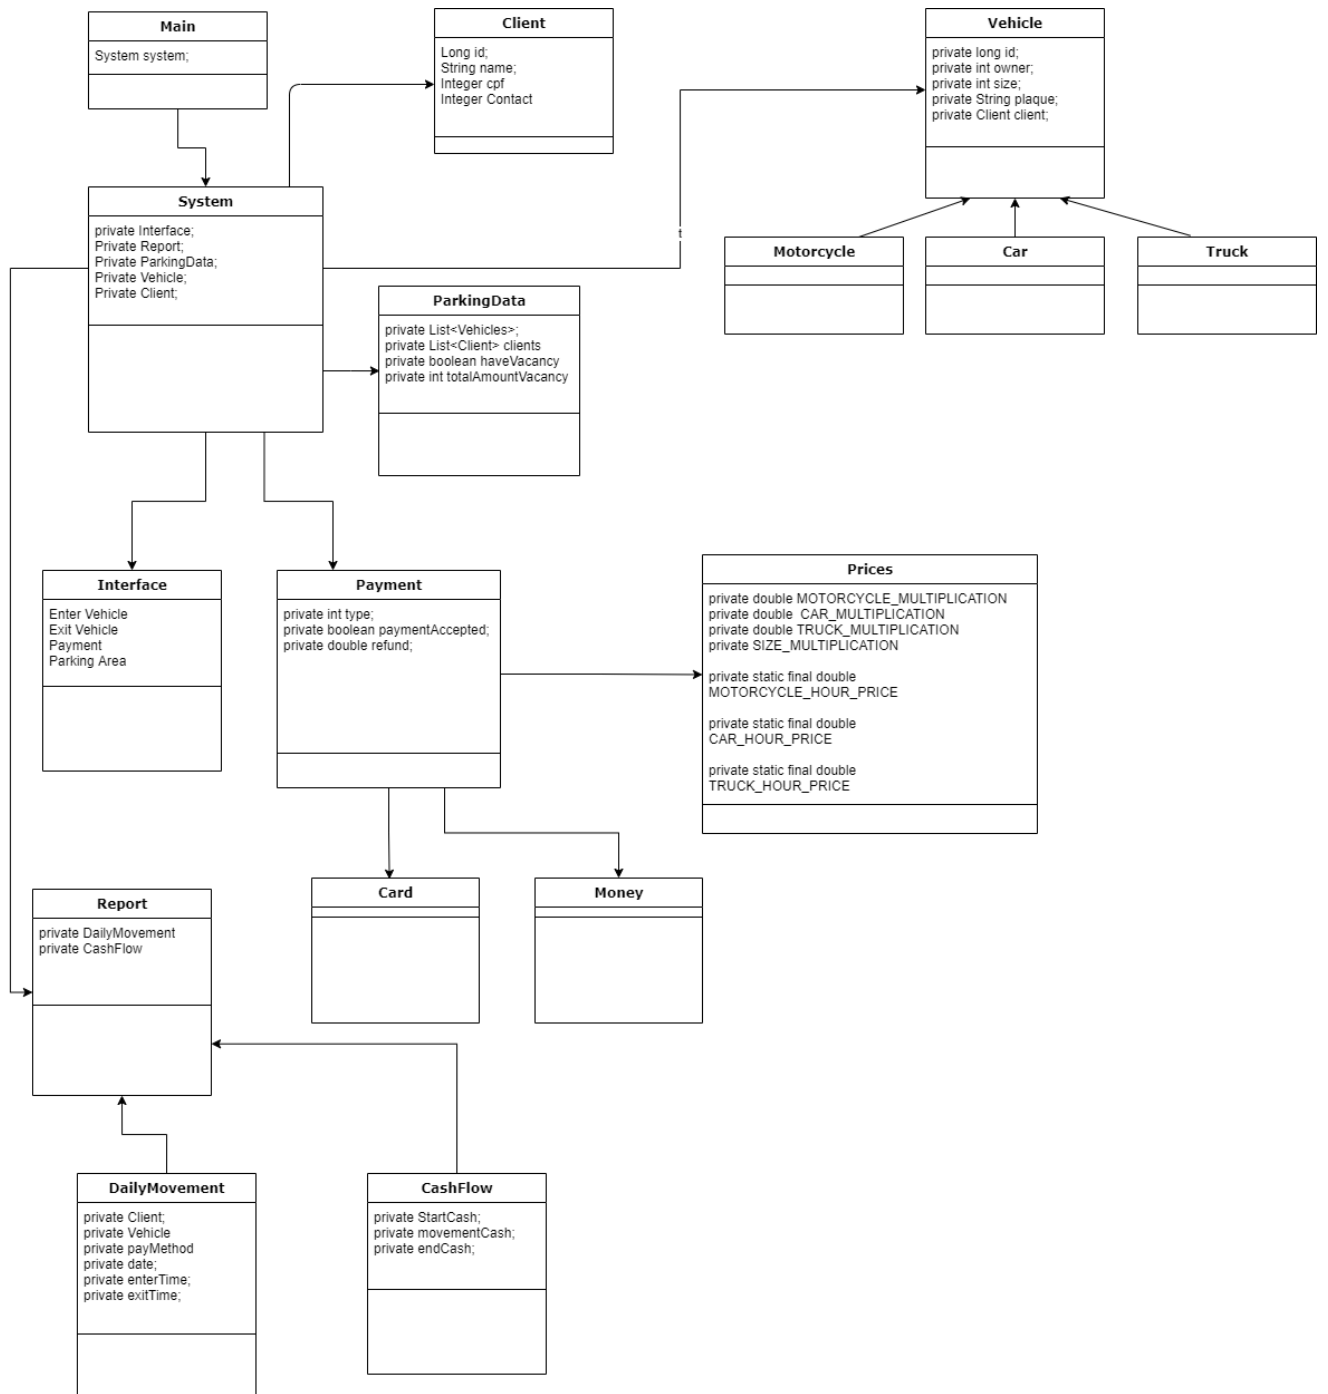 Main
System system;
Client
Long id;
String name;
Integer cpf
Integer Contact
Vehicle
private long id;
private int owner;
private int size;
private String plaque;
private Client client;
System
private Interface;
Private Report;
Private ParkingData;
Private Vehicle;
Private Client;
t
Motorcycle
Car
Truck
ParkingData
private List<Vehicles>;
private List<Client> clients
private boolean haveVacancy
private int totalAmountVacancy
Interface
Enter Vehicle
Exit Vehicle
Payment
Parking Area
Payment
private int type;
private boolean paymentAccepted;
private double refund;
Prices
private double MOTORCYCLE_MULTIPLICATION
private double  CAR_MULTIPLICATION
private double TRUCK_MULTIPLICATION
private SIZE_MULTIPLICATION
private static final double
MOTORCYCLE_HOUR_PRICE
private static final double
CAR_HOUR_PRICE
private static final double
TRUCK_HOUR_PRICE
Card
Money
Report
private DailyMovement
private CashFlow
DailyMovement
private Client;
private Vehicle
private payMethod
private date;
private enterTime;
private exitTime;
CashFlow
private StartCash;
private movementCash;
private endCash;